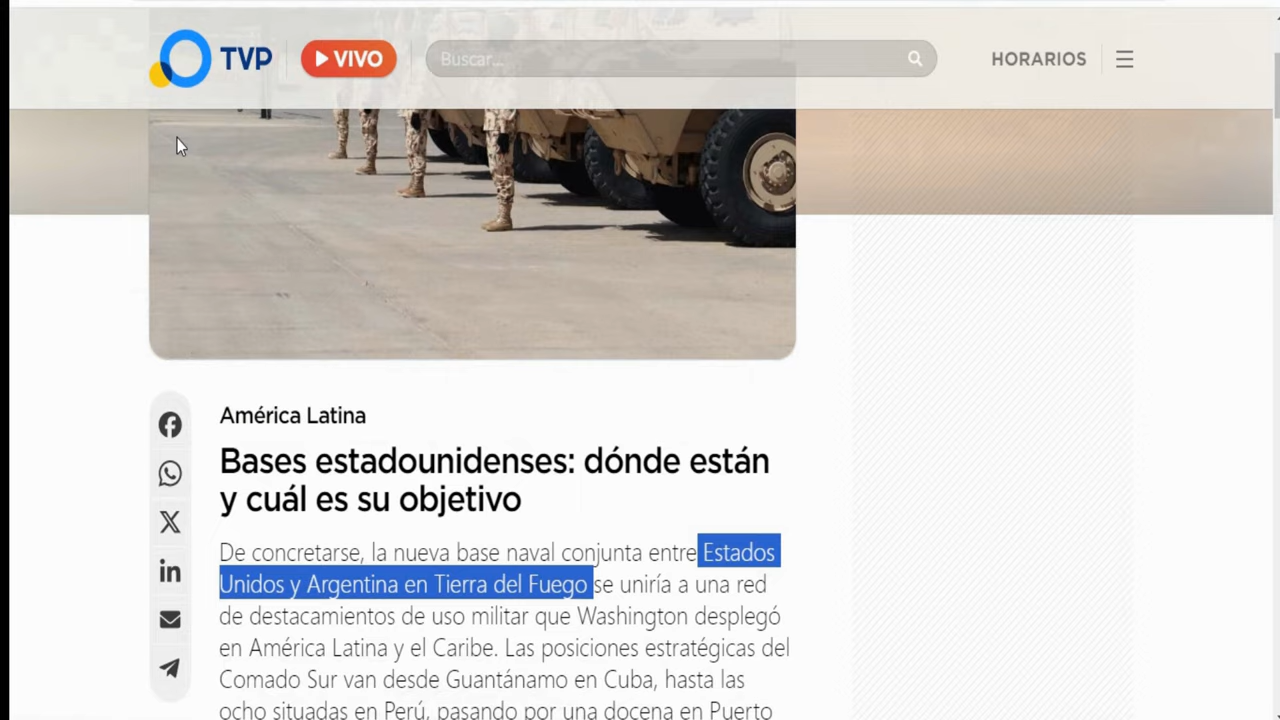 TVP
VIVO
Buscar...
HORARIOS
América Latina
Bases estadounidenses: dónde están
y cuál es su objetivo
De concretarse, la nueva base naval conjunta entre Estados
Unidos y Argentina en Tierra del Fuego se uniría a una red
de destacamentos de uso militar que Washington desplegó
en América Latina y el Caribe. Las posiciones estratégicas del
Comado Sur van desde Guantánamo en Cuba, hasta las
ocho situadas en Perú, pasando por una docena en Puerto